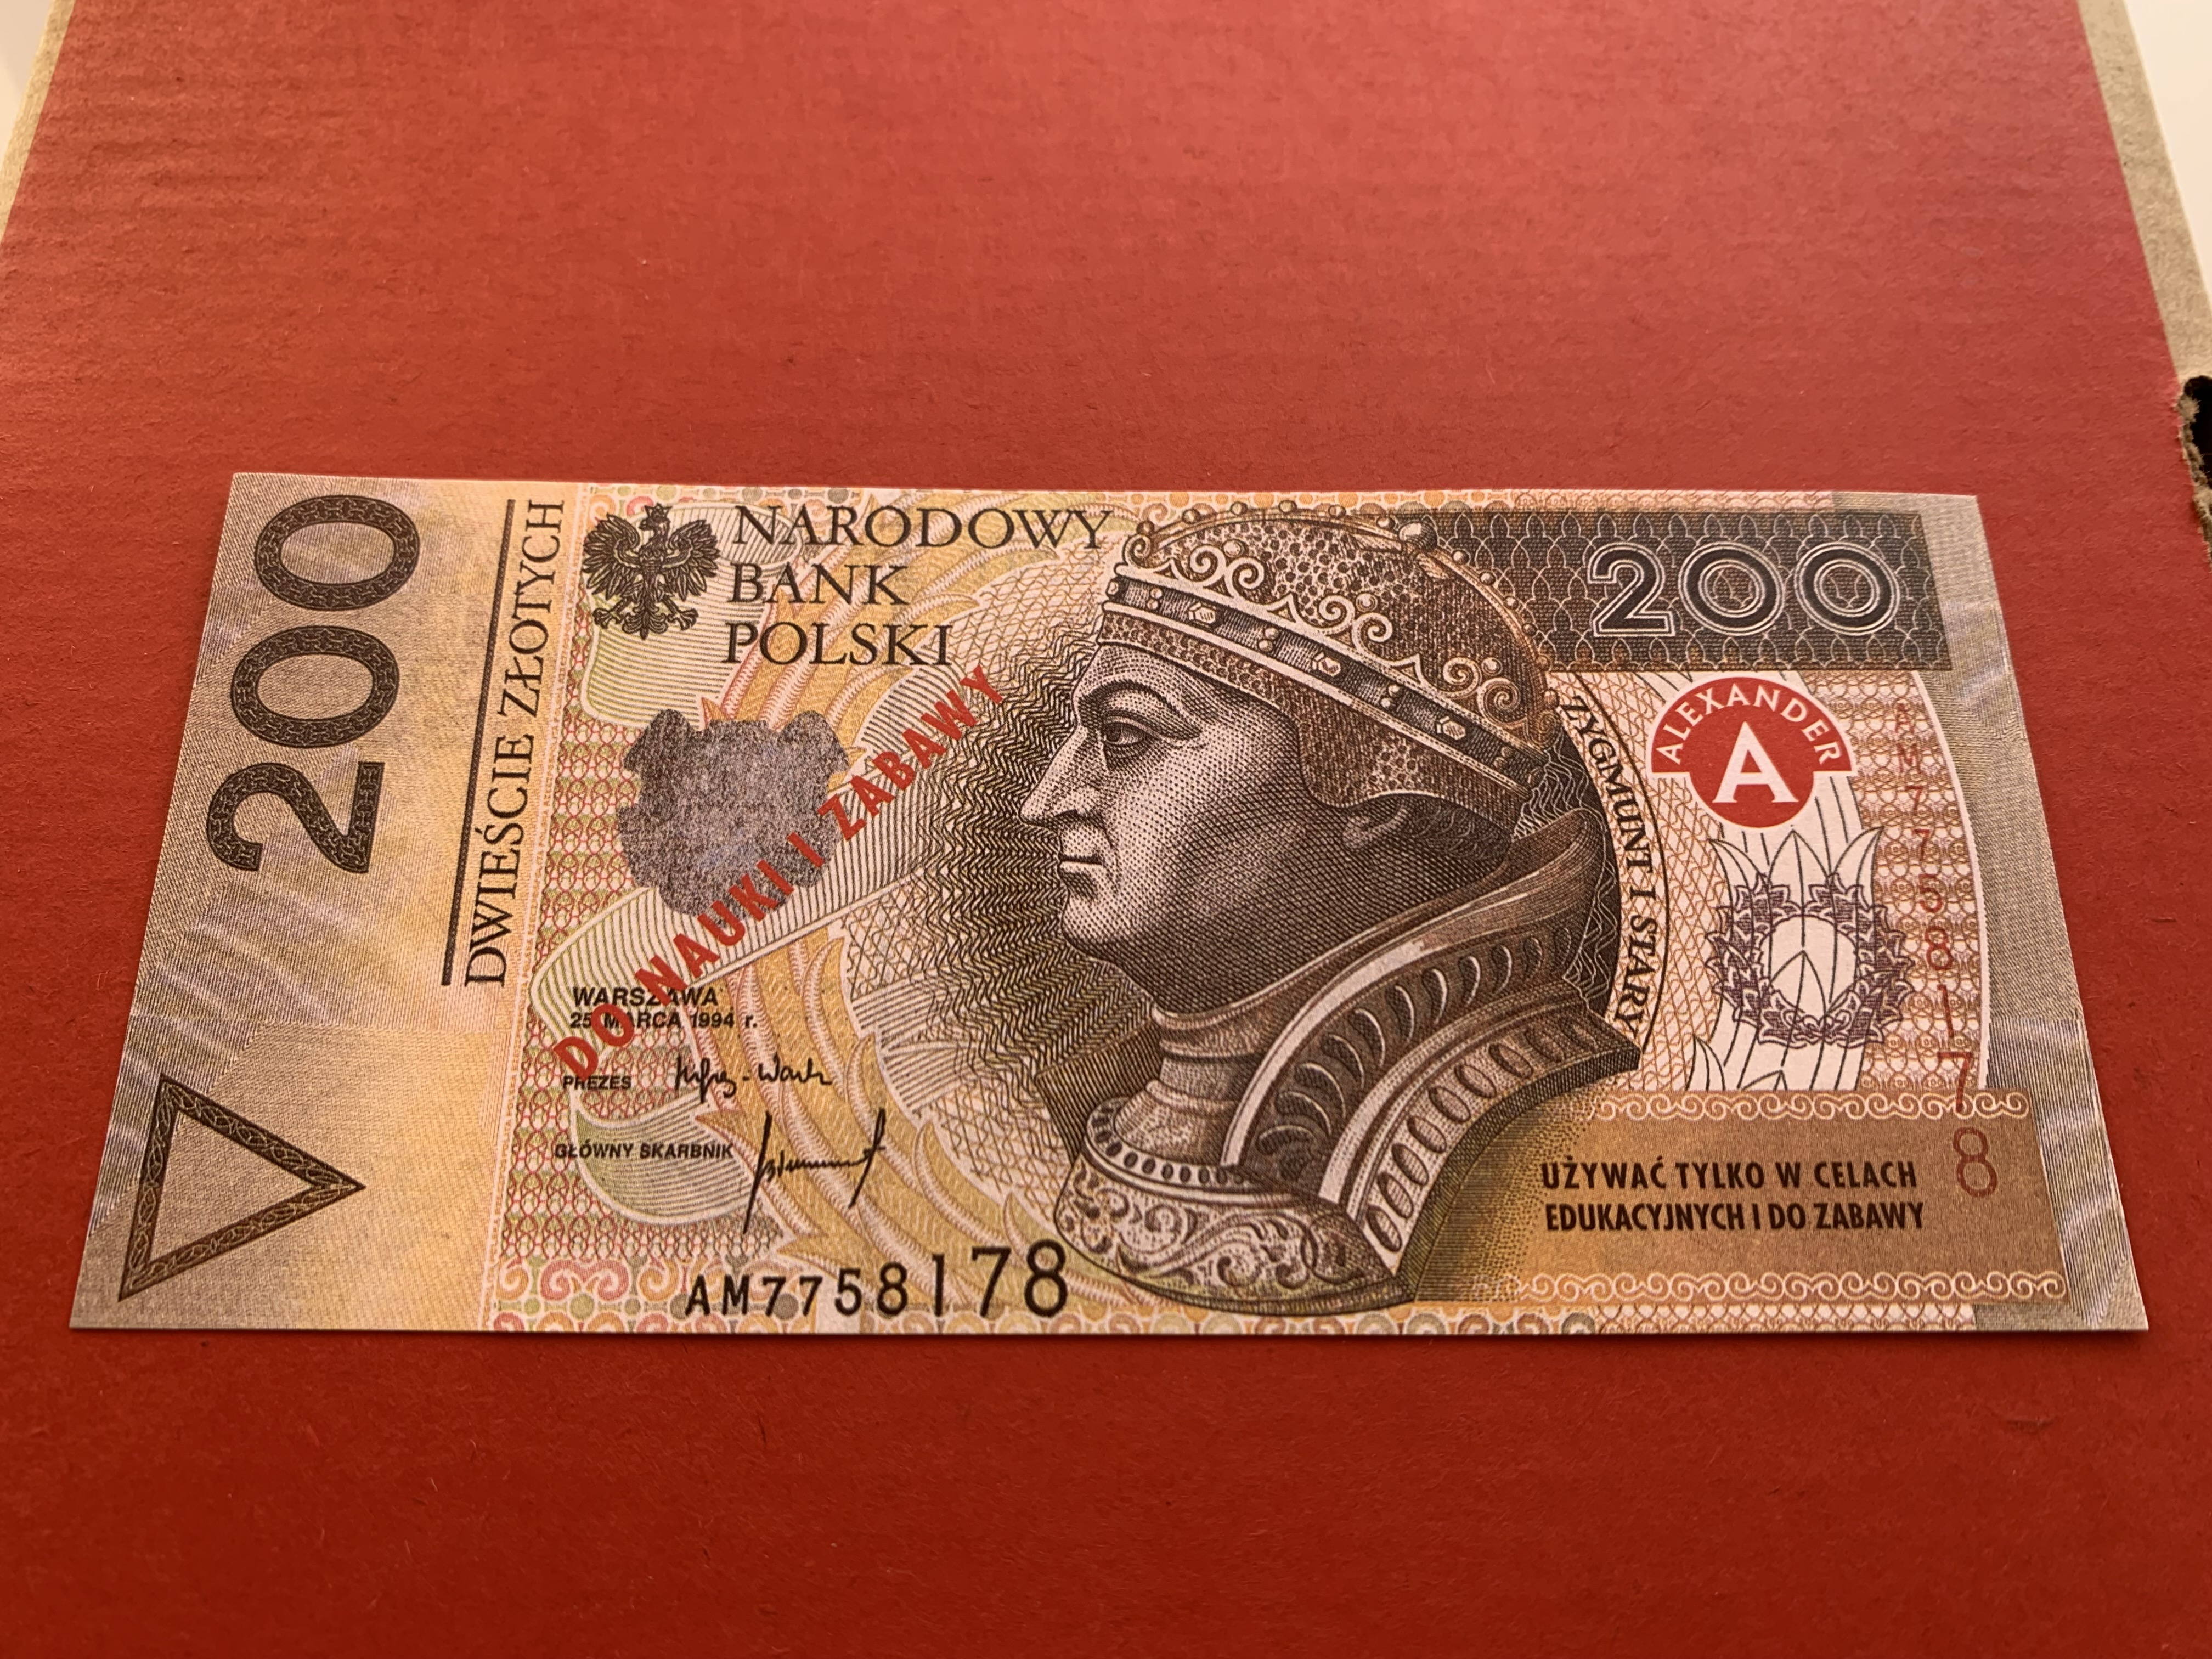 200
DWIEŚCIE ZŁOTYCH
NARODOWY
BANK
POLSKI
DO NAUKI I ZABAWY
WARSZAWA
25 MARCA 1994 r.
PREZES
GŁÓWNY SKARBNIK
AM7758178
200
ZYGMUNT I STARY
ALEXANDER
A
AM7758178
UŻYWAĆ TYLKO W CELACH
EDUKACYJNYCH I DO ZABAWY